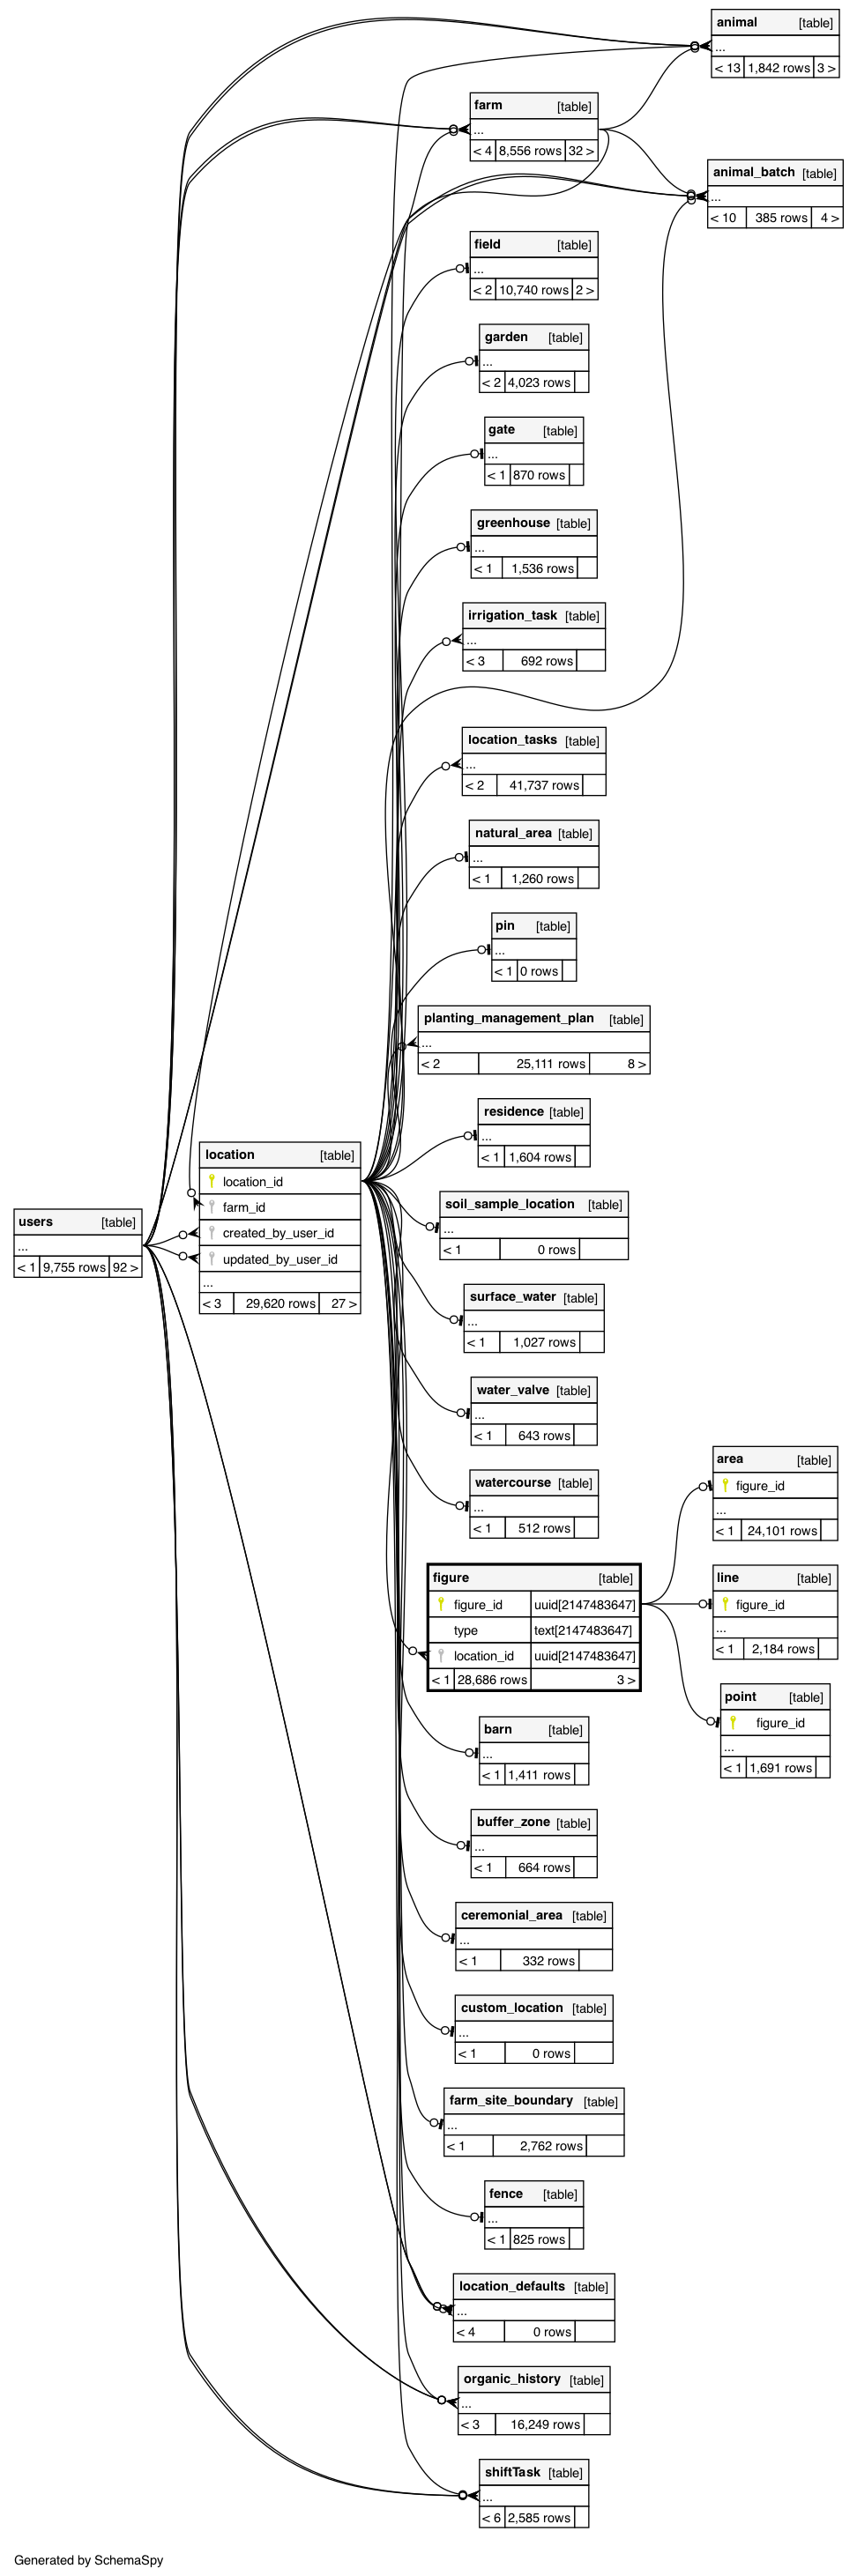 animal [table]
...
< 13 1,842 rows 3 >
farm [table]
...
< 4 8,556 rows 32 >
animal_batch [table]
...
< 10 385 rows 4 >
field [table]
...
< 2 10,740 rows 2 >
garden [table]
...
< 2 4,023 rows
gate [table]
...
< 1 870 rows
greenhouse [table]
...
< 1 1,536 rows
irrigation_task [table]
...
< 3 692 rows
location_tasks [table]
...
< 2 41,737 rows
natural_area [table]
...
< 1 1,260 rows
pin [table]
...
< 1 0 rows
planting_management_plan [table]
...
< 2 25,111 rows 8 >
residence [table]
...
< 1 1,604 rows
location [table]
location_id
farm_id
created_by_user_id
updated_by_user_id
...
< 3 29,620 rows 27 >
users [table]
...
< 1 9,755 rows 92 >
soil_sample_location [table]
...
< 1 0 rows
surface_water [table]
...
< 1 1,027 rows
water_valve [table]
...
< 1 643 rows
watercourse [table]
...
< 1 512 rows
area [table]
figure_id
...
< 1 24,101 rows
figure [table]
figure_id uuid[2147483647]
type text[2147483647]
location_id uuid[2147483647]
< 1 28,686 rows 3 >
line [table]
figure_id
...
< 1 2,184 rows
point [table]
figure_id
...
< 1 1,691 rows
barn [table]
...
< 1 1,411 rows
buffer_zone [table]
...
< 1 664 rows
ceremonial_area [table]
...
< 1 332 rows
custom_location [table]
...
< 1 0 rows
farm_site_boundary [table]
...
< 1 2,762 rows
fence [table]
...
< 1 825 rows
location_defaults [table]
...
< 4 0 rows
organic_history [table]
...
< 3 16,249 rows
shiftTask [table]
...
< 6 2,585 rows
Generated by SchemaSpy